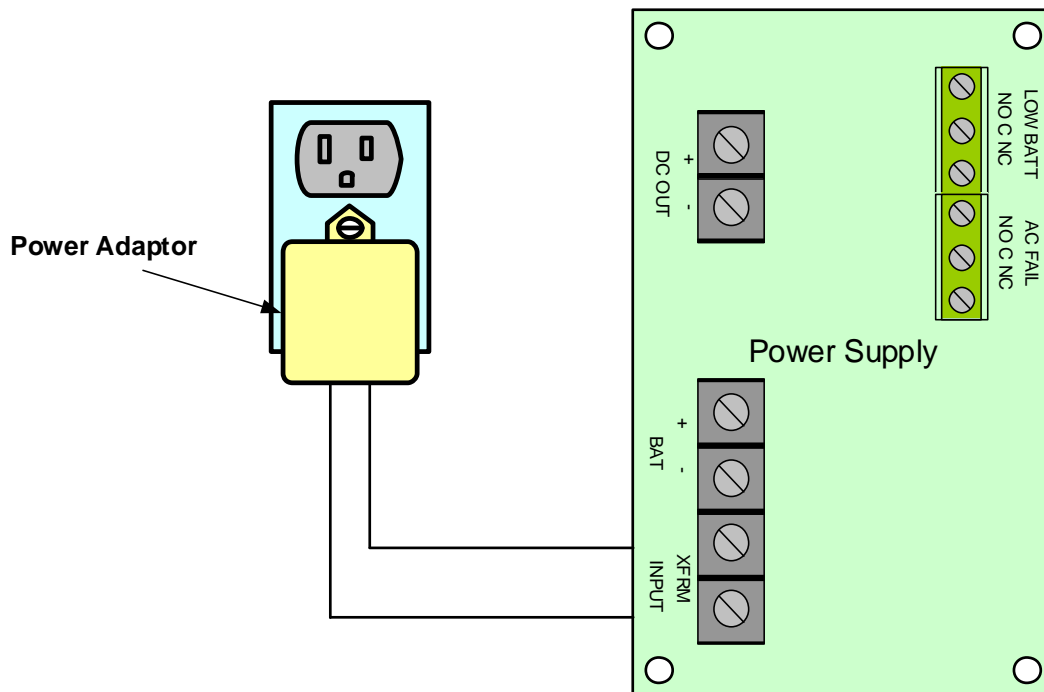 LOW BATT
NO C NC
+
-
DC OUT
AC FAIL
NO C NC
Power Adaptor
Power Supply
+
-
BAT
XFRM
INPUT